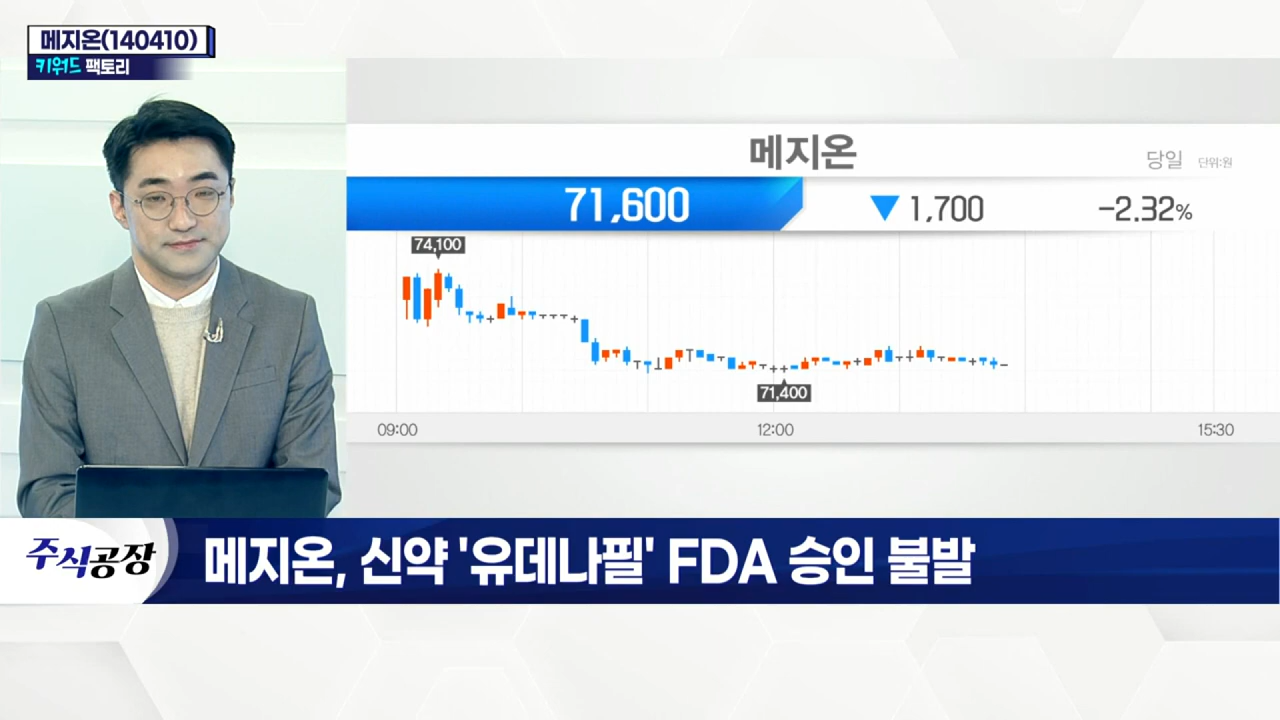 메지온(140410)
키워드 팩토리
메지온
당일 단위:원
71,600 ▼ 1,700 -2.32%
74,100
71,400
09:00 12:00 15:30
주식공장
메지온, 신약 '유데나필' FDA 승인 불발